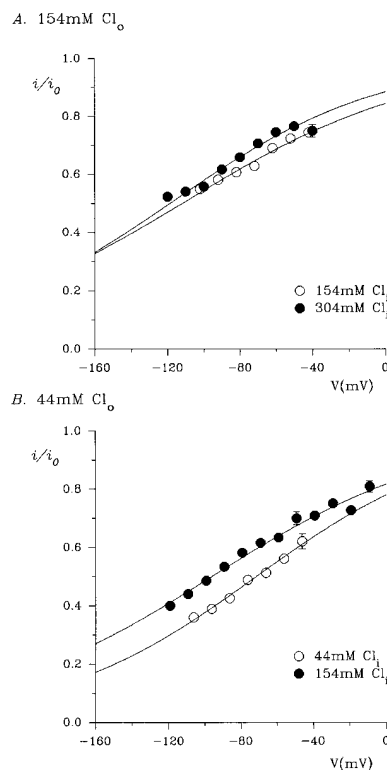 A. 154mM Cl_o
i/i_0
1.0
0.8
0.6
0.4
0.2
0.0
○ 154mM Cl_i
● 304mM Cl_i
−160 −120 −80 −40 0
V(mV)
B. 44mM Cl_o
1.0
i/i_0
0.8
0.6
0.4
0.2
0.0
○ 44mM Cl_i
● 154mM Cl_i
−160 −120 −80 −40 0
V(mV)